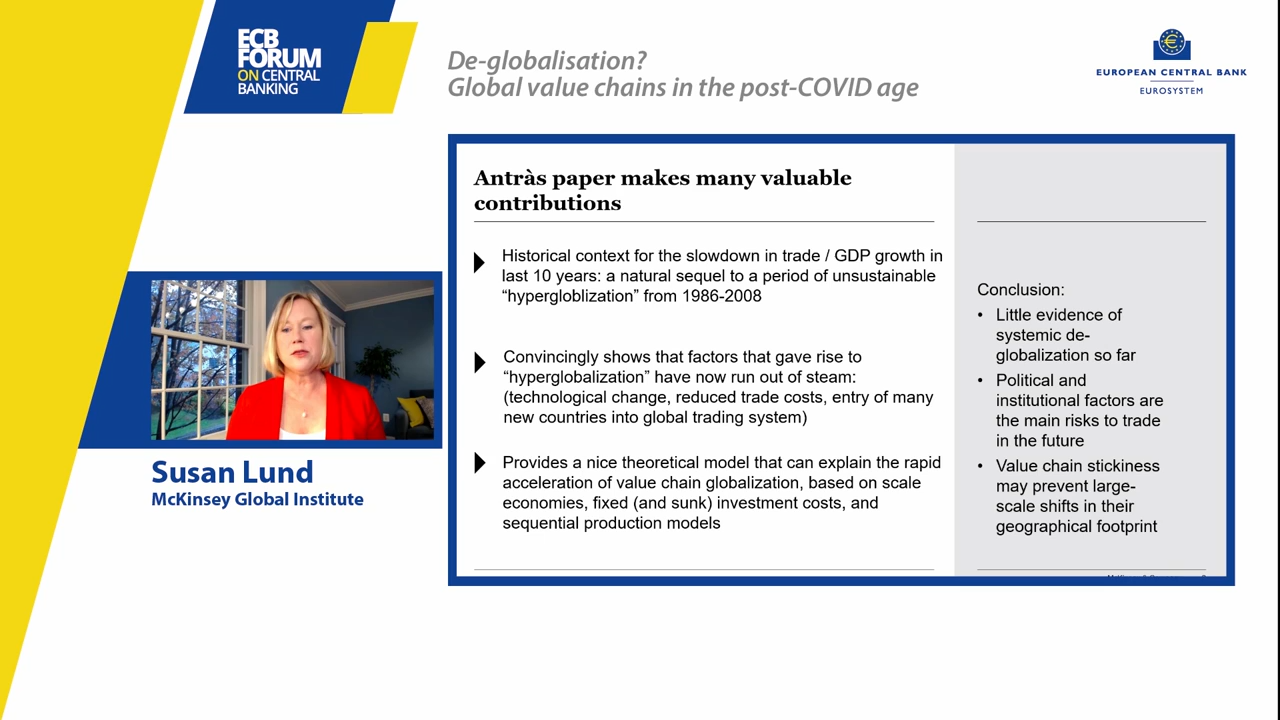 ECB
FORUM
ON CENTRAL
BANKING
De-globalisation?
Global value chains in the post-COVID age
EUROPEAN CENTRAL BANK
EUROSYSTEM
Antràs paper makes many valuable
contributions
Historical context for the slowdown in trade / GDP growth in
last 10 years: a natural sequel to a period of unsustainable
“hypergloblization” from 1986-2008
Convincingly shows that factors that gave rise to
“hyperglobalization” have now run out of steam:
(technological change, reduced trade costs, entry of many
new countries into global trading system)
Provides a nice theoretical model that can explain the rapid
acceleration of value chain globalization, based on scale
economies, fixed (and sunk) investment costs, and
sequential production models
Conclusion:
• Little evidence of
systemic de-
globalization so far
• Political and
institutional factors are
the main risks to trade
in the future
• Value chain stickiness
may prevent large-
scale shifts in their
geographical footprint
Susan Lund
McKinsey Global Institute